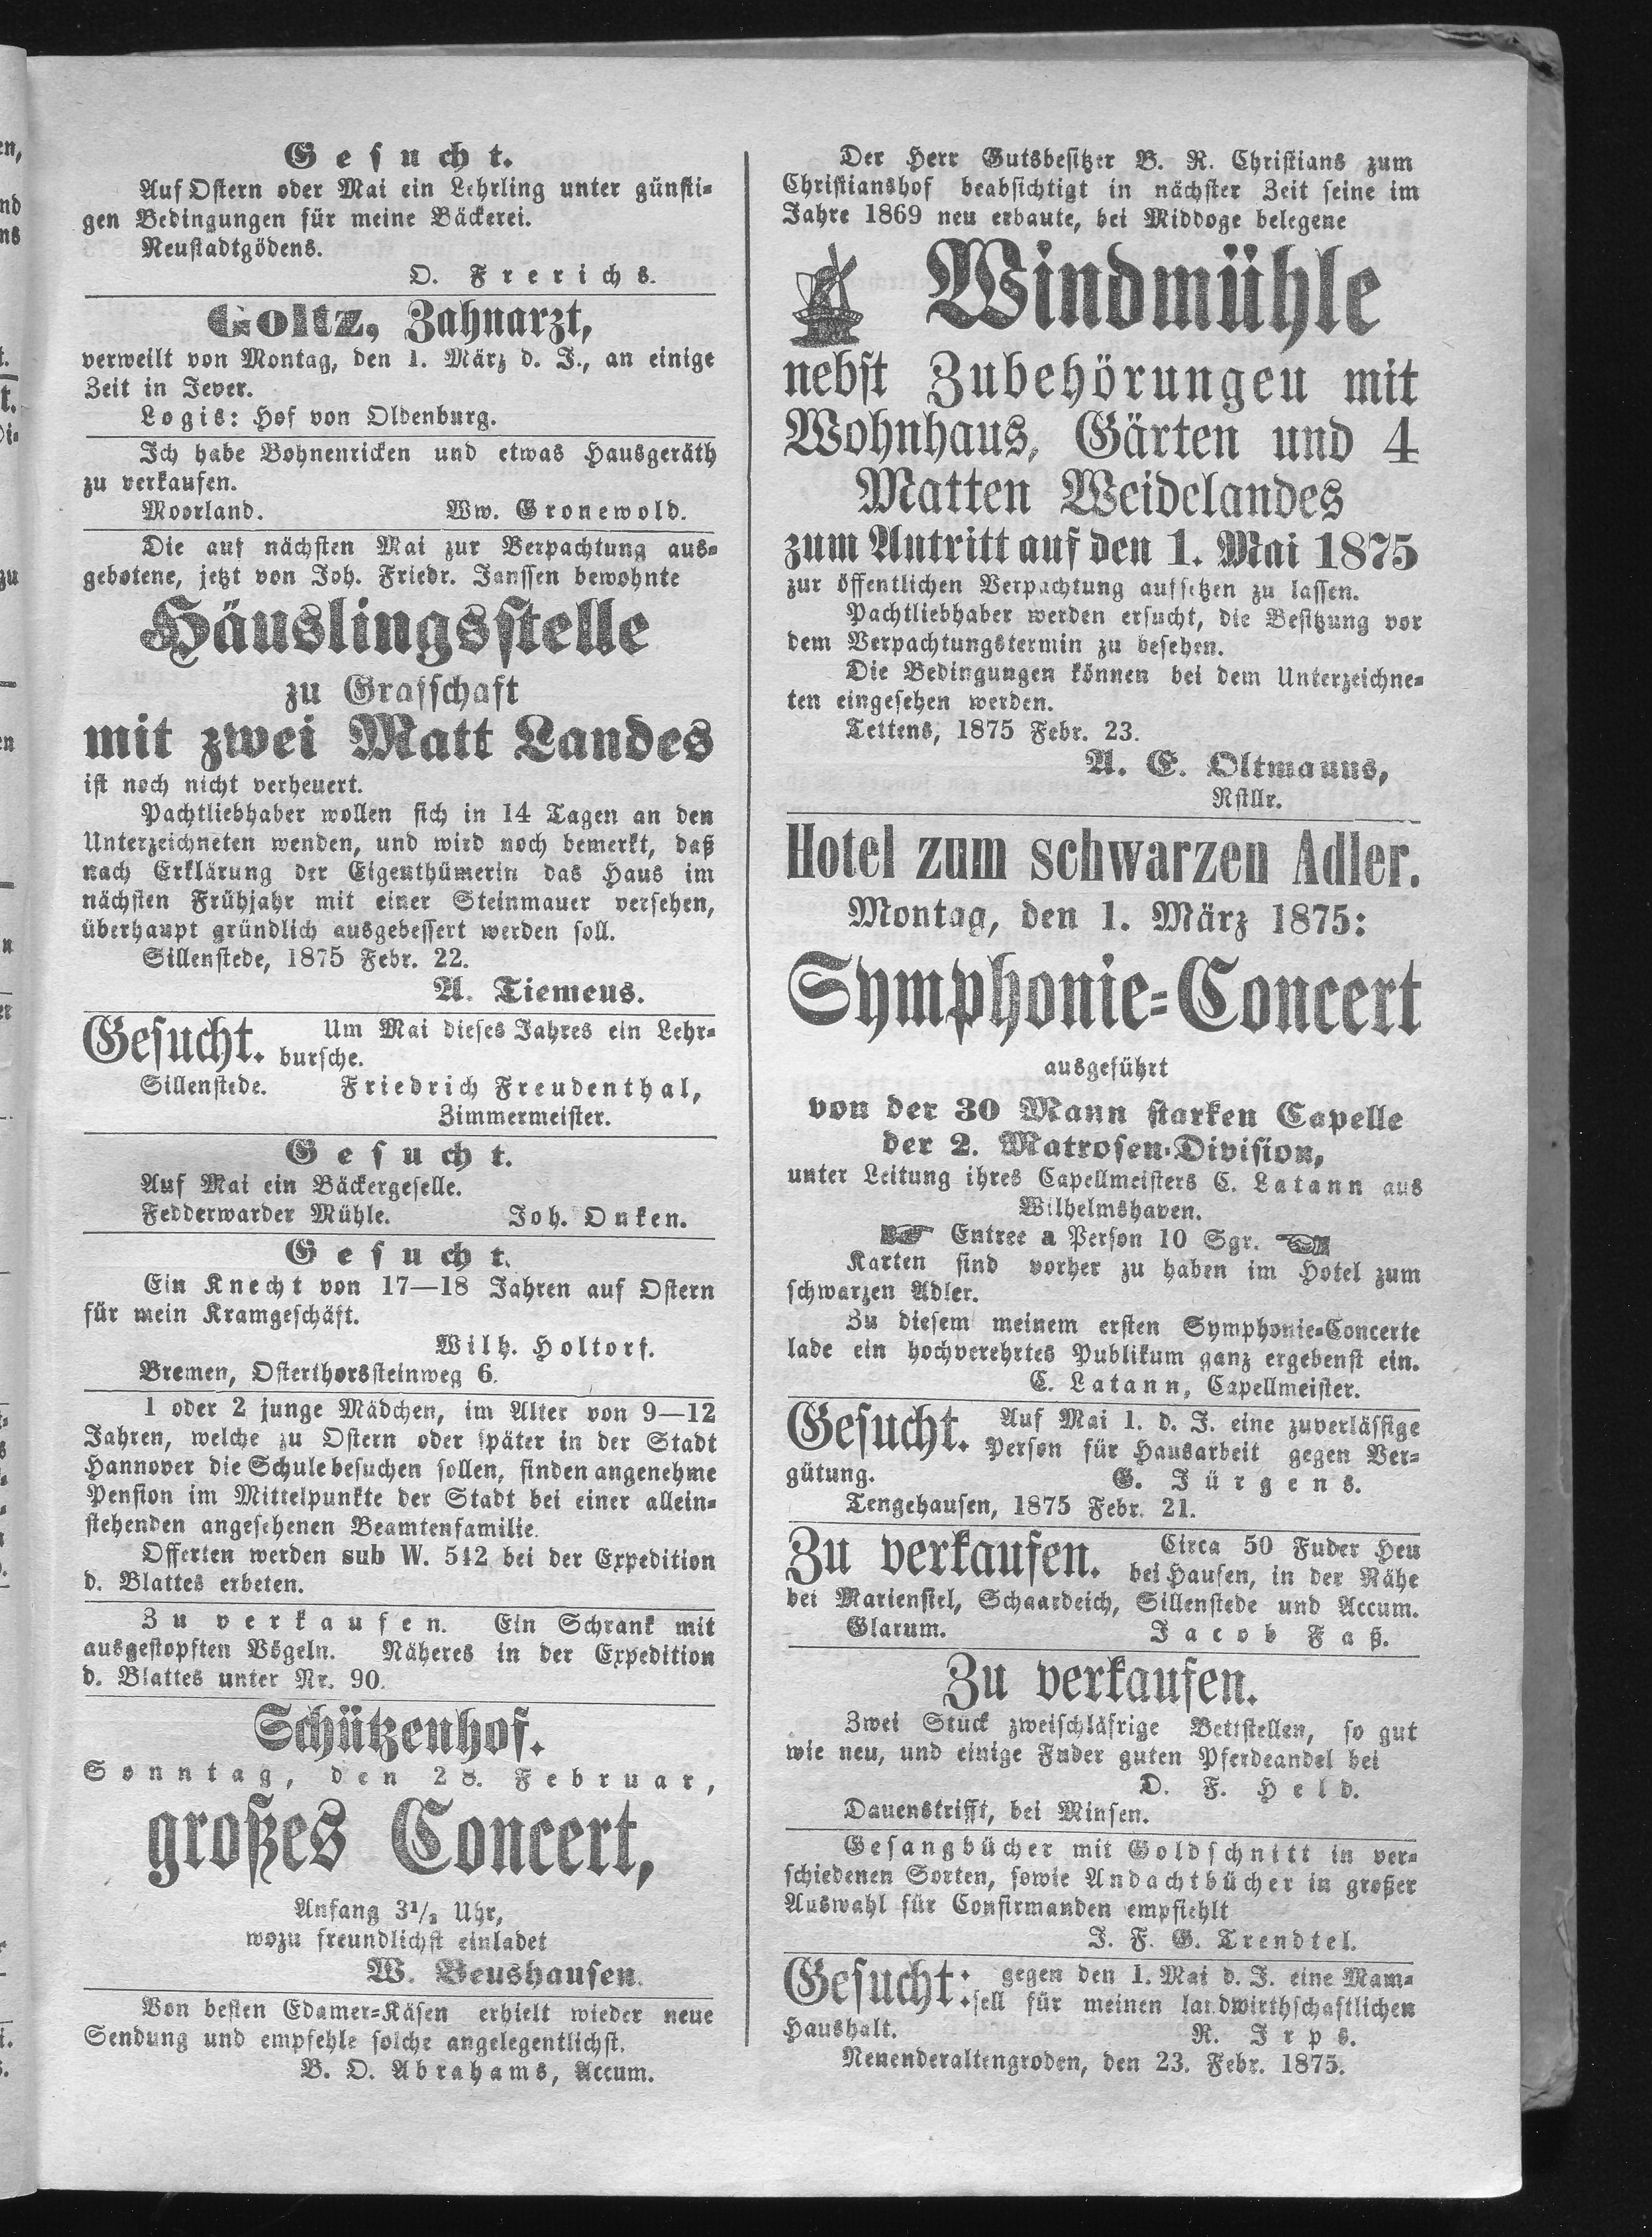 Gesucht.
Auf Ostern oder Mai ein Lehrling unter günsti-
gen Bedingungen für meine Bäckerei.
Neustadtgödens.
O. Frerichs.
Goltz, Zahnarzt,
verweilt von Montag, den 1. März d. J., an einige
Zeit in Jever.
Logis: Hof von Oldenburg.
Ich habe Bohnenricken und etwas Hausgeräth
zu verkaufen.
Moorland. Ww. Gronewold.
Die auf nächsten Mai zur Verpachtung aus-
gebotene, jetzt von Joh. Friedr. Janssen bewohnte
Häuslingsstelle
zu Grafschaft
mit zwei Matt Landes
ist noch nicht verheuert.
Pachtliebhaber wollen sich in 14 Tagen an den
Unterzeichneten wenden, und wird noch bemerkt, daß
nach Erklärung der Eigenthümerin das Haus im
nächsten Frühjahr mit einer Steinmauer versehen,
überhaupt gründlich ausgebessert werden soll.
Sillenstede, 1875 Febr. 22.
A. Tiemens.
Gesucht. Um Mai dieses Jahres ein Lehr-
bursche.
Sillenstede. Friedrich Freudenthal,
Zimmermeister.
Gesucht.
Auf Mai ein Bäckergeselle.
Fedderwarder Mühle. Joh. Onken.
Gesucht.
Ein Knecht von 17—18 Jahren auf Ostern
für mein Kramgeschäft.
Wilh. Holtorf.
Bremen, Osterthorssteinweg 6.
1 oder 2 junge Mädchen, im Alter von 9—12
Jahren, welche zu Ostern oder später in der Stadt
Hannover die Schule besuchen sollen, finden angenehme
Pension im Mittelpunkte der Stadt bei einer allein-
stehenden angesehenen Beamtenfamilie.
Offerten werden sub W. 542 bei der Expedition
d. Blattes erbeten.
Zu verkaufen. Ein Schrank mit
ausgestopften Vögeln. Näheres in der Expedition
d. Blattes unter Nr. 90.
Schützenhof.
Sonntag, den 28. Februar,
großes Concert,
Anfang 3½ Uhr,
wozu freundlichst einladet
W. Beushausen.
Von besten Edamer-Käsen erhielt wieder neue
Sendung und empfehle solche angelegentlichst.
B. O. Abrahams, Accum.
Der Herr Gutsbesitzer B. R. Christians zum
Christianshof beabsichtigt in nächster Zeit seine im
Jahre 1869 neu erbaute, bei Middoge belegene
Windmühle
nebst Zubehörungen mit
Wohnhaus, Gärten und 4
Matten Weidelandes
zum Antritt auf den 1. Mai 1875
zur öffentlichen Verpachtung aufsetzen zu lassen.
Pachtliebhaber werden ersucht, die Besitzung vor
dem Verpachtungstermin zu besehen.
Die Bedingungen können bei dem Unterzeichne-
ten eingesehen werden.
Tettens, 1875 Febr. 23.
A. E. Oltmanns,
Rstllr.
Hotel zum schwarzen Adler.
Montag, den 1. März 1875:
Symphonie-Concert
ausgeführt
von der 30 Mann starken Capelle
der 2. Matrosen-Division,
unter Leitung ihres Capellmeisters C. Latann aus
Wilhelmshaven.
☞ Entree a Person 10 Sgr. ☜
Karten sind vorher zu haben im Hotel zum
schwarzen Adler.
Zu diesem meinem ersten Symphonie-Concerte
lade ein hochverehrtes Publikum ganz ergebenst ein.
C. Latann, Capellmeister.
Gesucht. Auf Mai 1. d. J. eine zuverlässige
Person für Hausarbeit gegen Ver-
gütung. G. Jürgens.
Tengehausen, 1875 Febr. 21.
Zu verkaufen. Circa 50 Fuder Heu
bei Hausen, in der Nähe
bei Mariensiel, Schaardeich, Sillenstede und Accum.
Glarum. Jacob Faß.
Zu verkaufen.
Zwei Stück zweischläfrige Bettstellen, so gut
wie neu, und einige Fuder guten Pferdeandel bei
D. F. Held.
Dauenstrifft, bei Minsen.
Gesangbücher mit Goldschnitt in ver-
schiedenen Sorten, sowie Andachtbücher in großer
Auswahl für Confirmanden empfiehlt
J. F. G. Trendtel.
Gesucht: gegen den 1. Mai d. J. eine Mam-
sell für meinen landwirthschaftlichen
Haushalt. R. Irps.
Neuenderaltengroden, den 23. Febr. 1875.